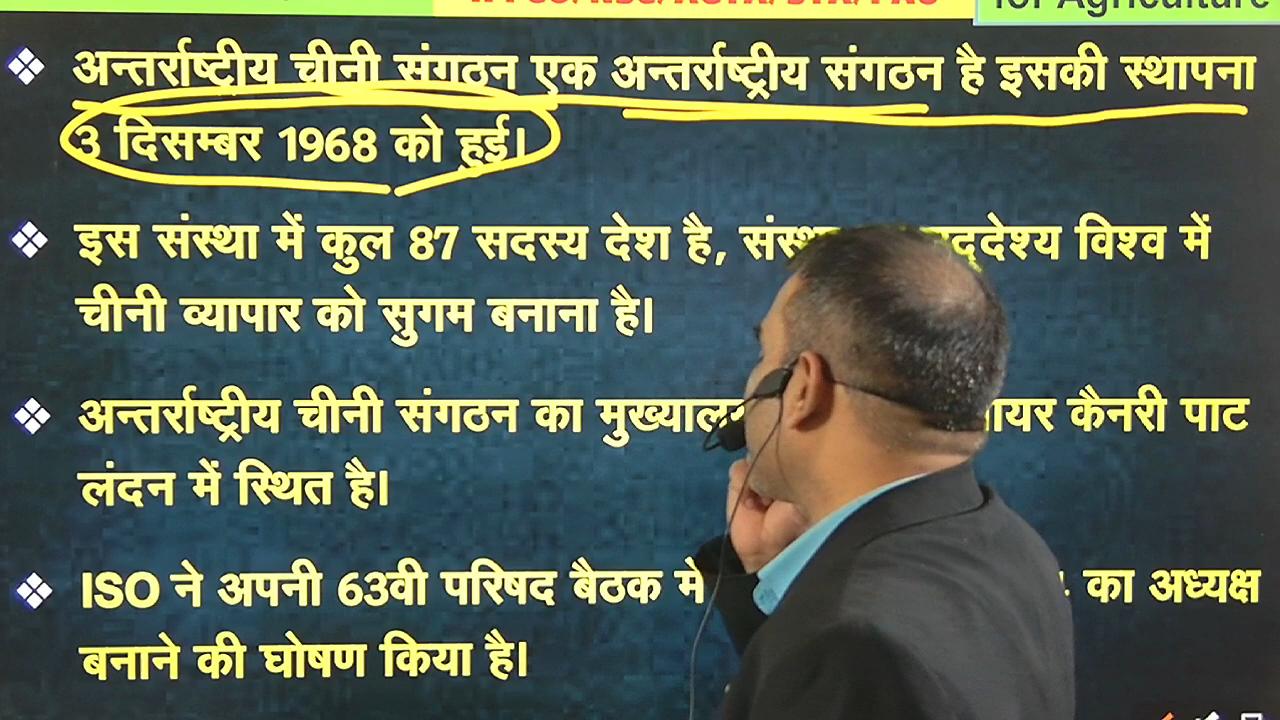 for Agriculture
अन्तर्राष्ट्रीय चीनी संगठन एक अन्तर्राष्ट्रीय संगठन है इसकी स्थापना
3 दिसम्बर 1968 को हुई।
इस संस्था में कुल 87 सदस्य देश है, विश्व में
चीनी व्यापार को सुगम बनाना है।
अन्तर्राष्ट्रीय चीनी संगठन का कैनरी पाट
लंदन में स्थित है।
ISO ने अपनी 63वी परिषद बैठक में का अध्यक्ष
बनाने की घोषण किया है।